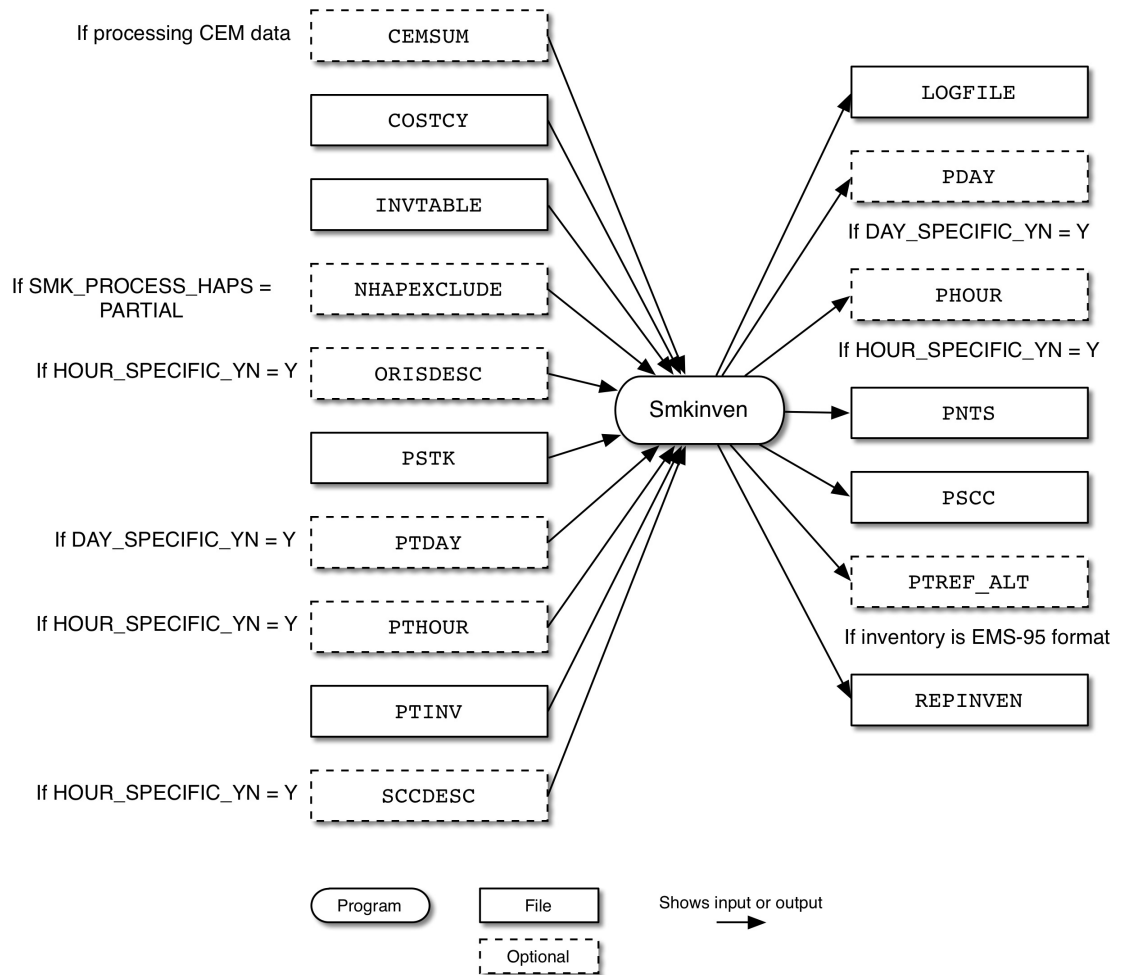 If processing CEM data
CEMSUM
COSTCY
INVTABLE
If SMK_PROCESS_HAPS =
PARTIAL
NHAPEXCLUDE
If HOUR_SPECIFIC_YN = Y
ORISDESC
PSTK
If DAY_SPECIFIC_YN = Y
PTDAY
If HOUR_SPECIFIC_YN = Y
PTHOUR
PTINV
If HOUR_SPECIFIC_YN = Y
SCCDESC
Smkinven
LOGFILE
PDAY
If DAY_SPECIFIC_YN = Y
PHOUR
If HOUR_SPECIFIC_YN = Y
PNTS
PSCC
PTREF_ALT
If inventory is EMS-95 format
REPINVEN
Program
File
Optional
Shows input or output